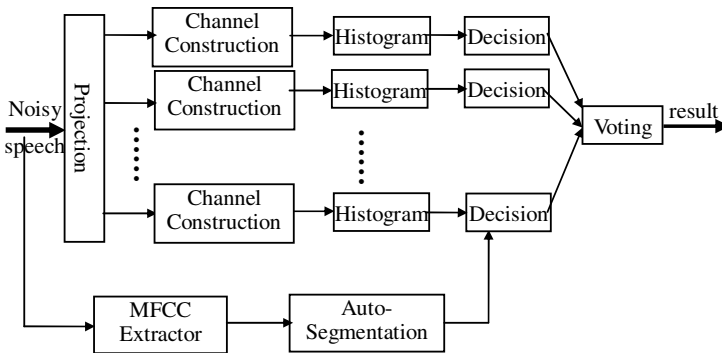 Channel
Construction
Histogram
Decision
Channel
Construction
Histogram
Decision
Noisy
speech
Projection
Voting
result
Channel
Construction
Histogram
Decision
MFCC
Extractor
Auto-
Segmentation